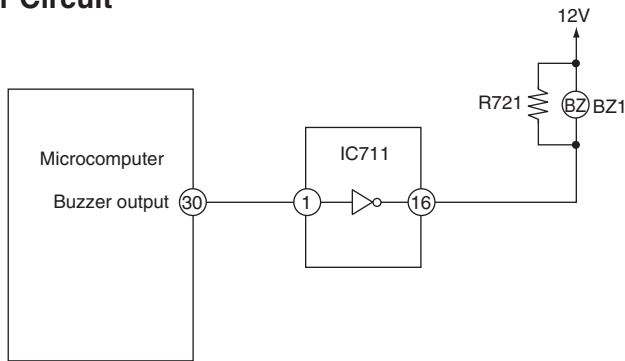 Circuit
12V
R721
BZ
BZ1
Microcomputer
IC711
Buzzer output
30
1
16